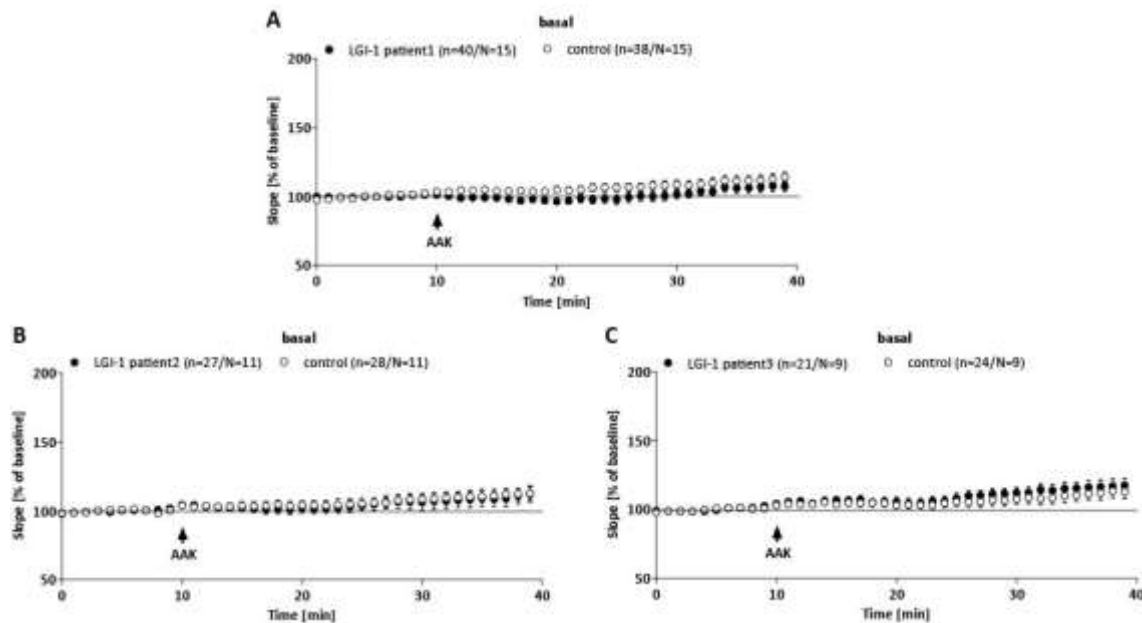 A
basal
LGI-1 patient1 (n=40/N=15) control (n=38/N=15)
200
150
100
50
Slope [% of baseline]
AAK
0 10 20 30 40
Time [min]
B
basal
LGI-1 patient2 (n=27/N=11) control (n=28/N=11)
200
150
100
50
Slope [% of baseline]
AAK
0 10 20 30 40
Time [min]
C
basal
LGI-1 patient3 (n=21/N=9) control (n=24/N=9)
200
150
100
50
Slope [% of baseline]
AAK
0 10 20 30 40
Time [min]